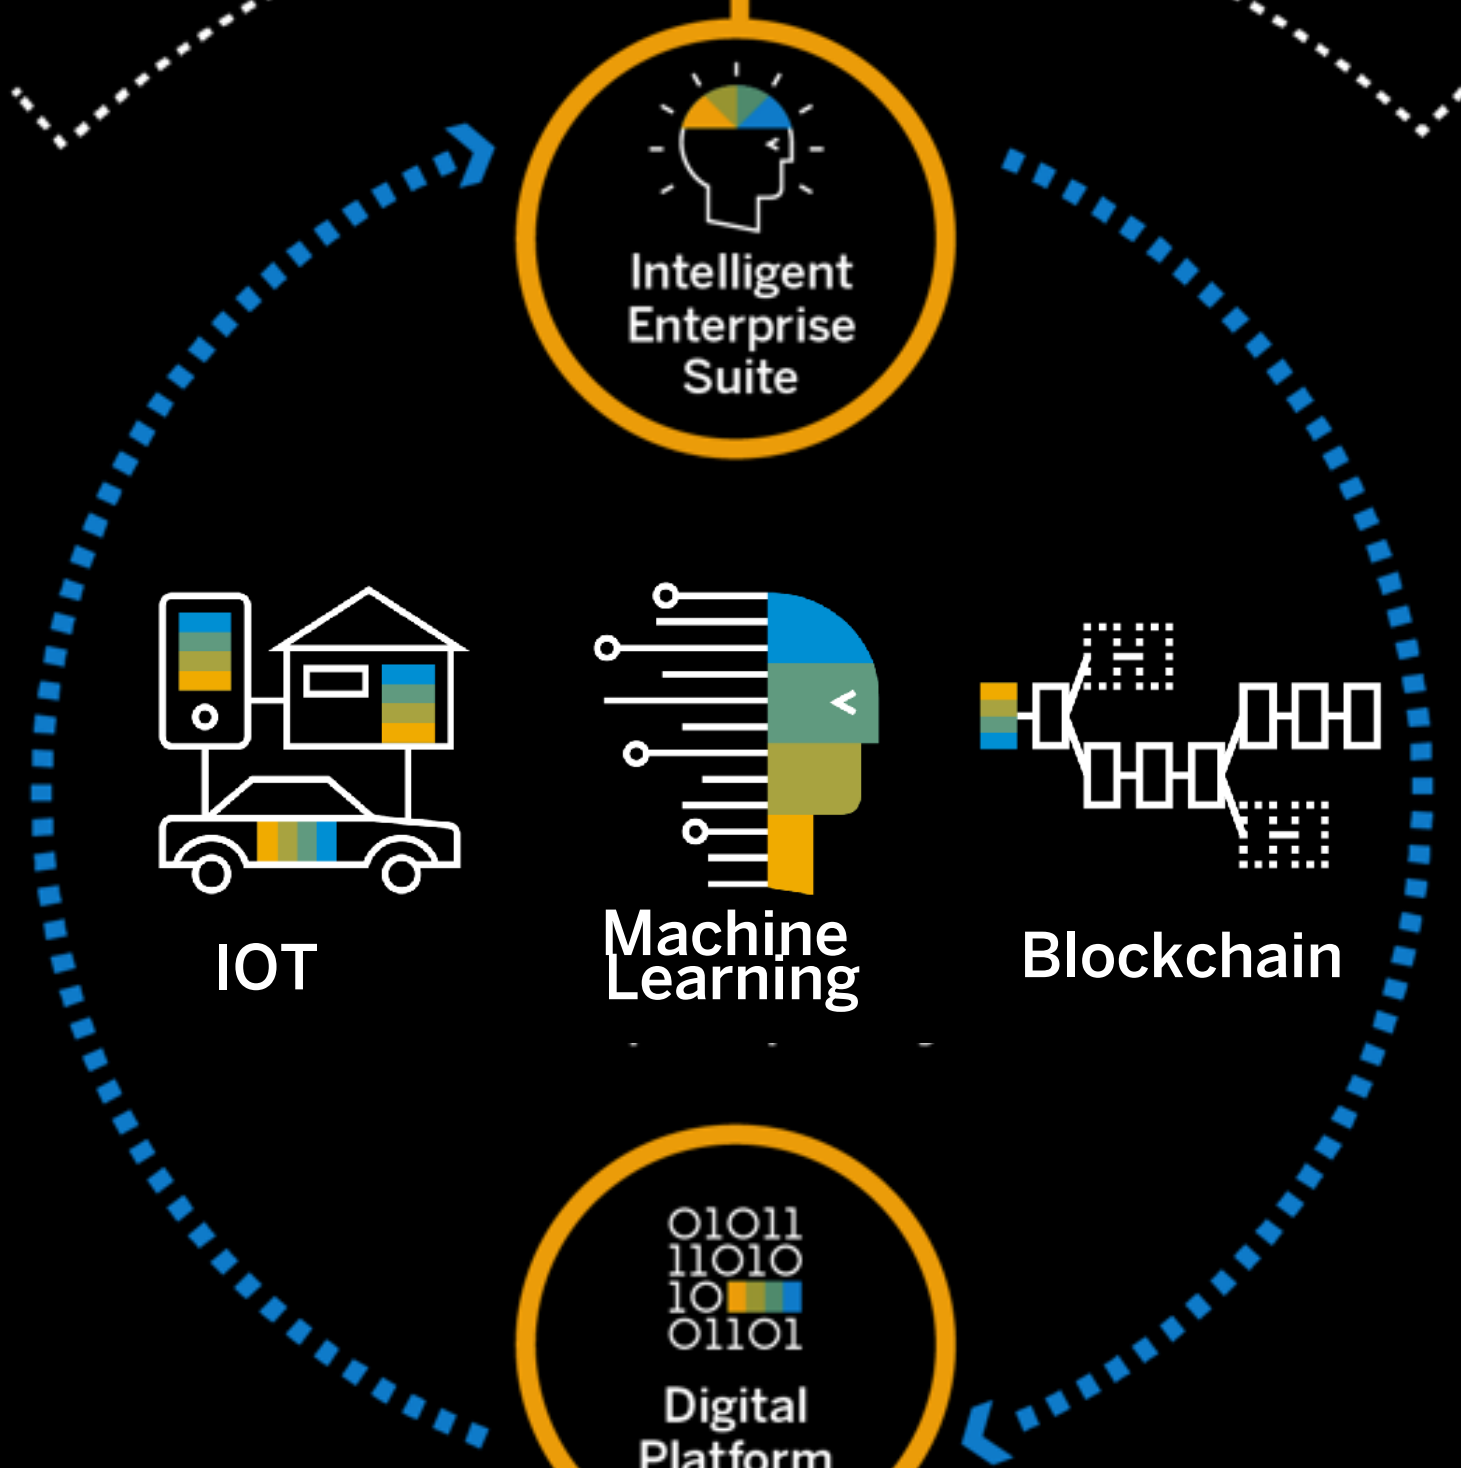 Intelligent
Enterprise
Suite
IOT
Machine
Learning
Blockchain
01011
11010
10
01101
Digital
Platform